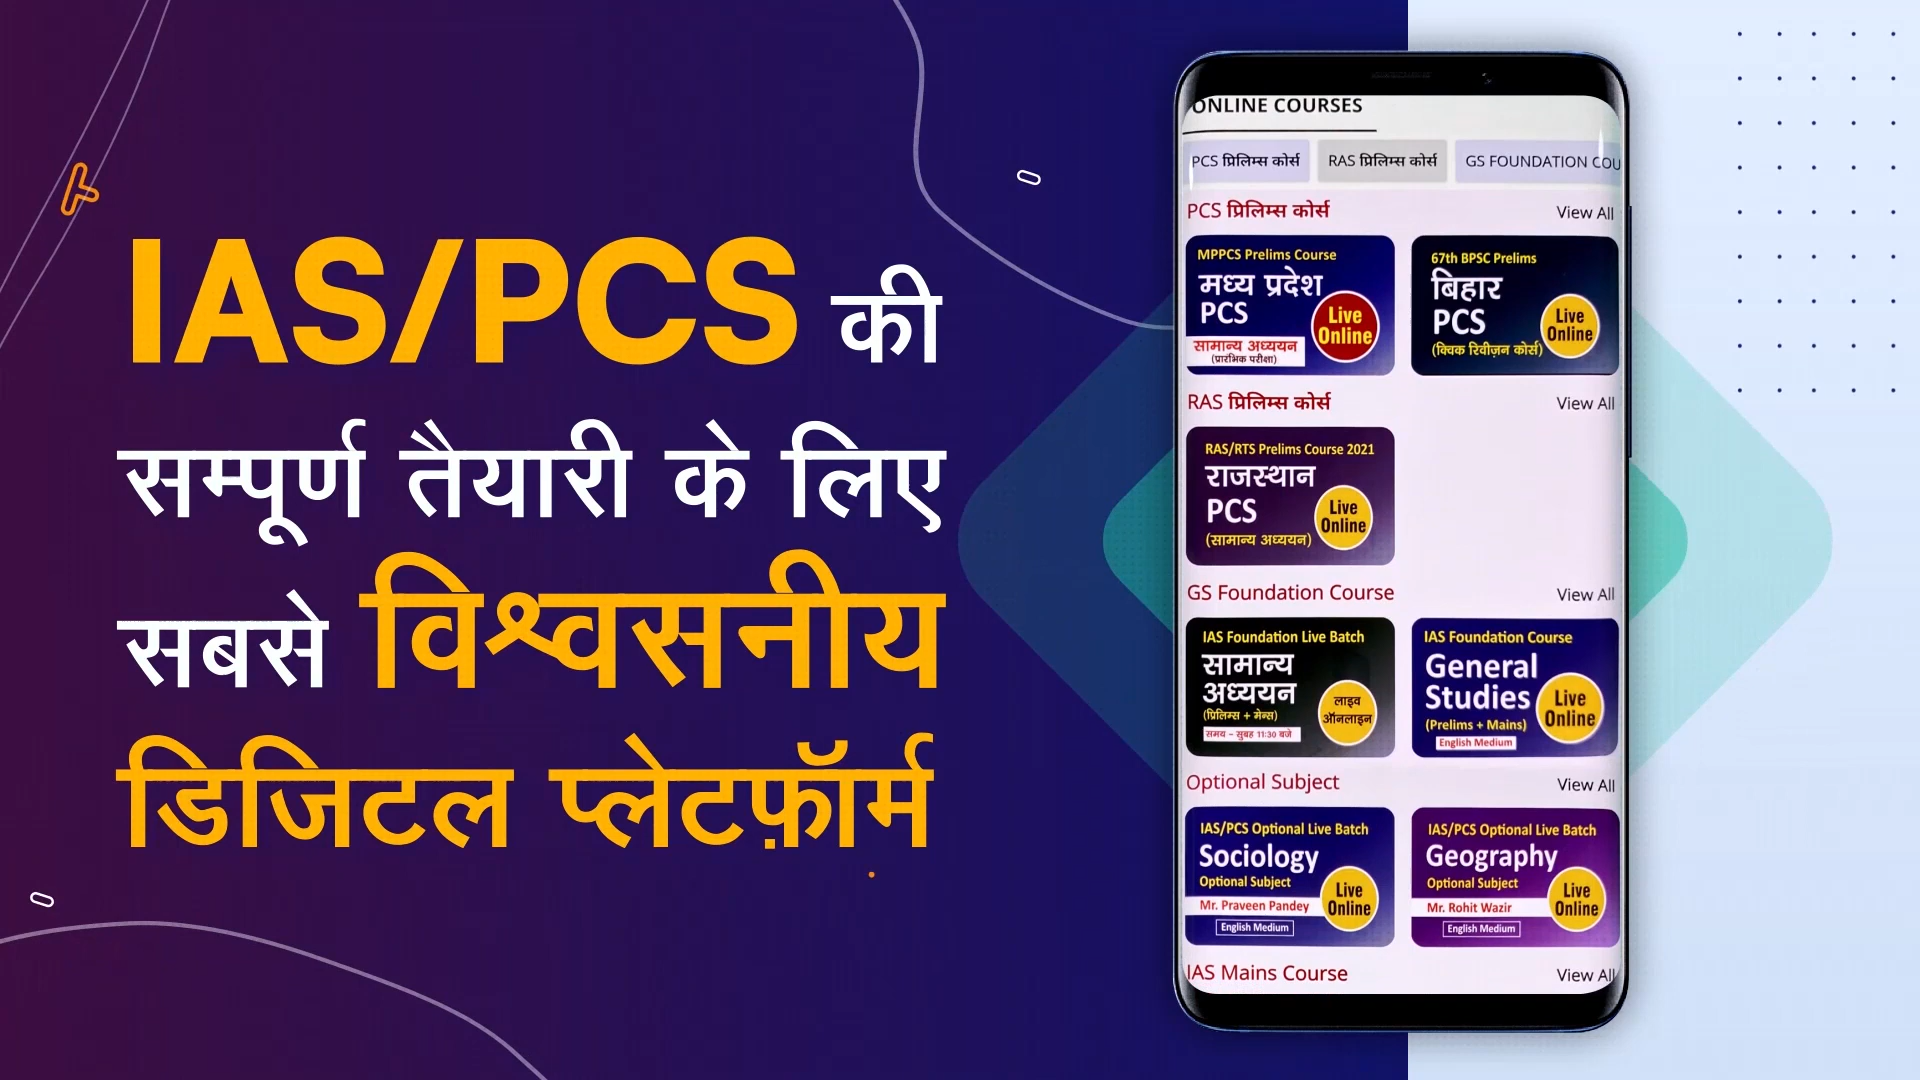 IAS/PCS की
सम्पूर्ण तैयारी के लिए
सबसे विश्वसनीय
डिजिटल प्लेटफ़ॉर्म
ONLINE COURSES
PCS प्रिलिम्स कोर्स
RAS प्रिलिम्स कोर्स
GS FOUNDATION COU
PCS प्रिलिम्स कोर्स
View All
MPPCS Prelims Course
मध्य प्रदेश
PCS
Live
Online
सामान्य अध्ययन
(प्रारंभिक परीक्षा)
67th BPSC Prelims
बिहार
PCS
Live
Online
(क्विक रिवीज़न कोर्स)
RAS प्रिलिम्स कोर्स
View All
RAS/RTS Prelims Course 2021
राजस्थान
PCS
Live
Online
(सामान्य अध्ययन)
GS Foundation Course
View All
IAS Foundation Live Batch
सामान्य
अध्ययन
(प्रिलिम्स + मेन्स)
लाइव
ऑनलाइन
समय - सुबह 11:30 बजे
IAS Foundation Course
General
Studies
Live
Online
(Prelims + Mains)
English Medium
Optional Subject
View All
IAS/PCS Optional Live Batch
Sociology
Optional Subject
Live
Online
Mr. Praveen Pandey
English Medium
IAS/PCS Optional Live Batch
Geography
Optional Subject
Live
Online
Mr. Rohit Wazir
English Medium
IAS Mains Course
View All